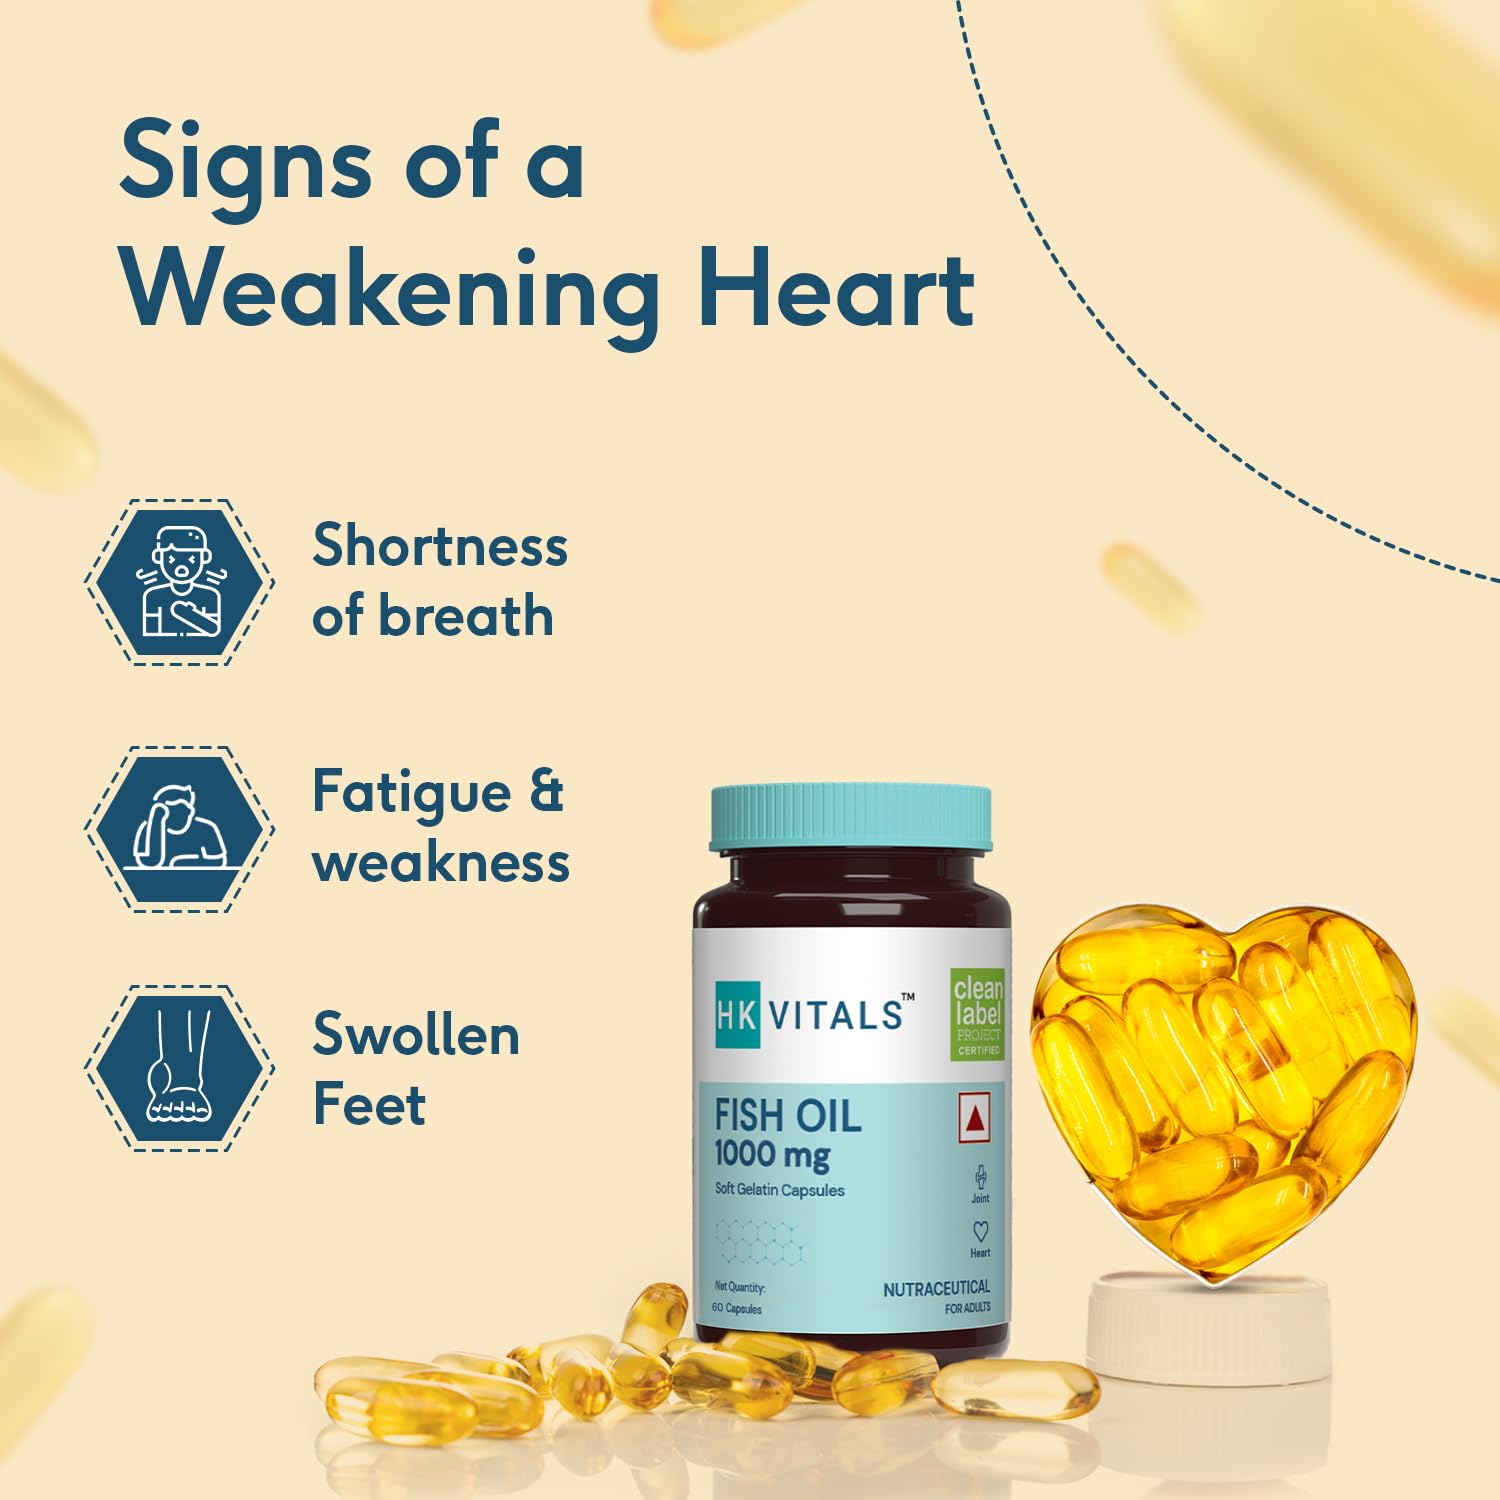 Signs of a
Weakening Heart
Shortness
of breath
Fatigue &
weakness
Swollen
Feet
HK VITALS™
clean
label
PROJECT
CERTIFIED
FISH OIL
1000 mg
Soft Gelatin Capsules
Joint
Heart
Net Quantity:
60 Capsules
NUTRACEUTICAL
FOR ADULTS